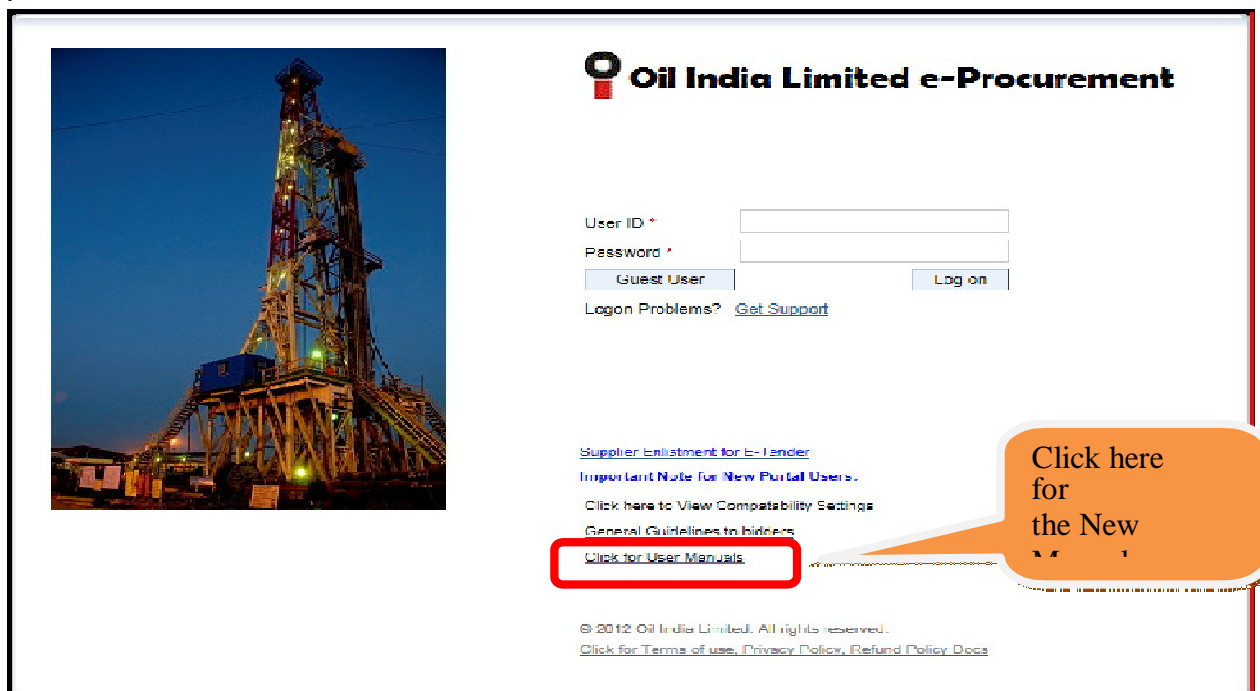 Oil India Limited e-Procurement
User ID *
Password *
Guest User
Log on
Logon Problems? Get Support
Supplier Enlistment for E-Tender
Important Note for New Portal Users.
Click here to View Compatability Settings
General Guidelines to bidders
Click for User Manuals
Click here
for
the New
© 2012 Oil India Limited. All rights reserved.
Click for Terms of use, Privacy Policy, Refund Policy Docs